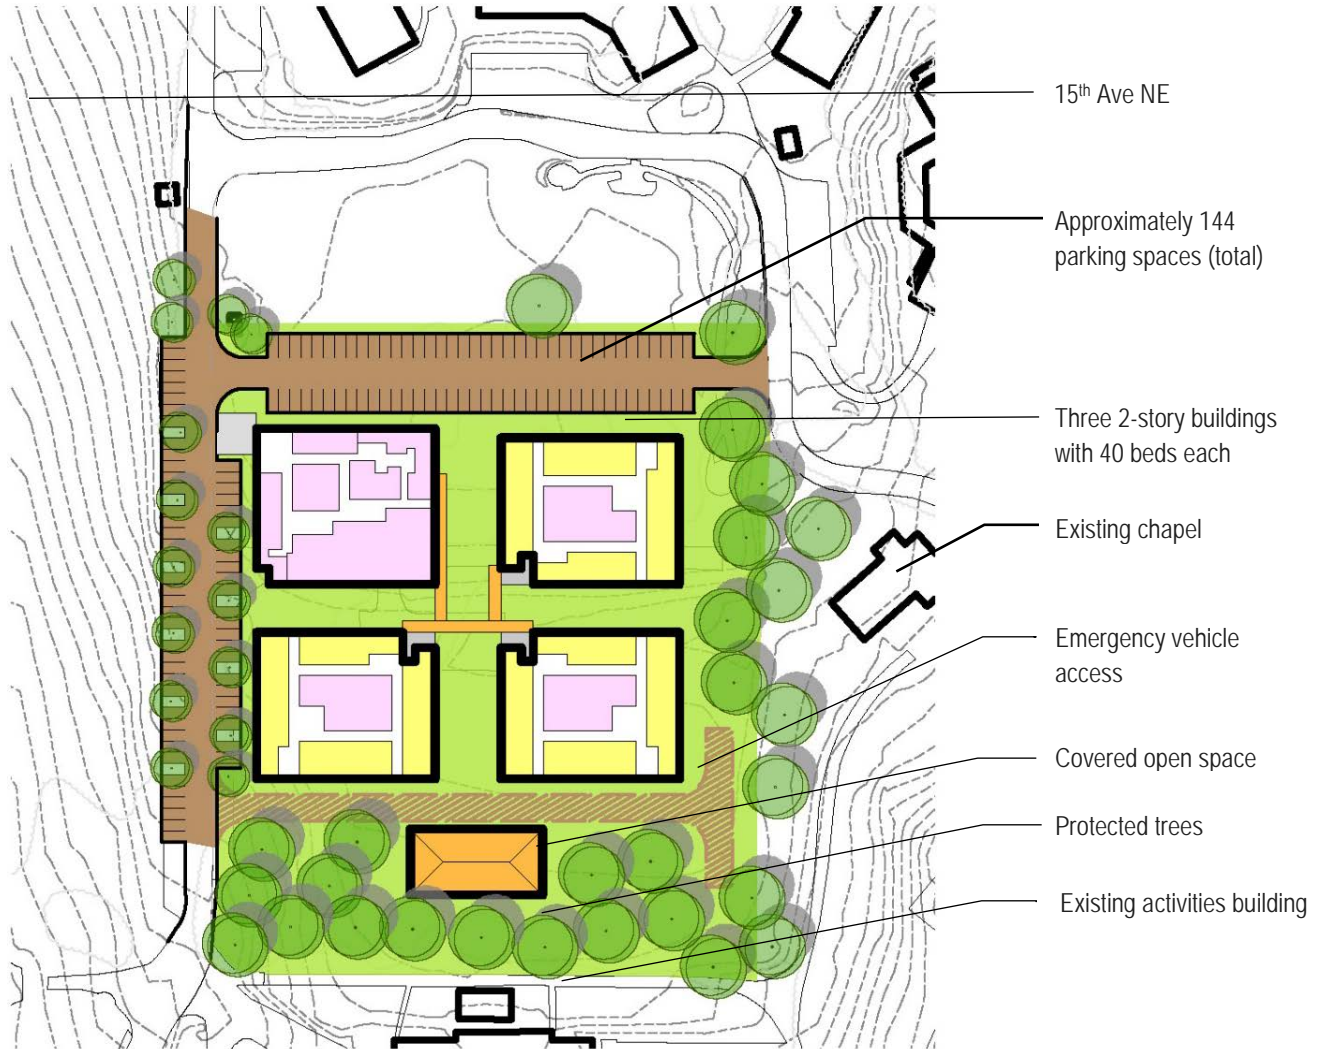 15th Ave NE
Approximately 144
parking spaces (total)
Three 2-story buildings
with 40 beds each
Existing chapel
Emergency vehicle
access
Covered open space
Protected trees
Existing activities building